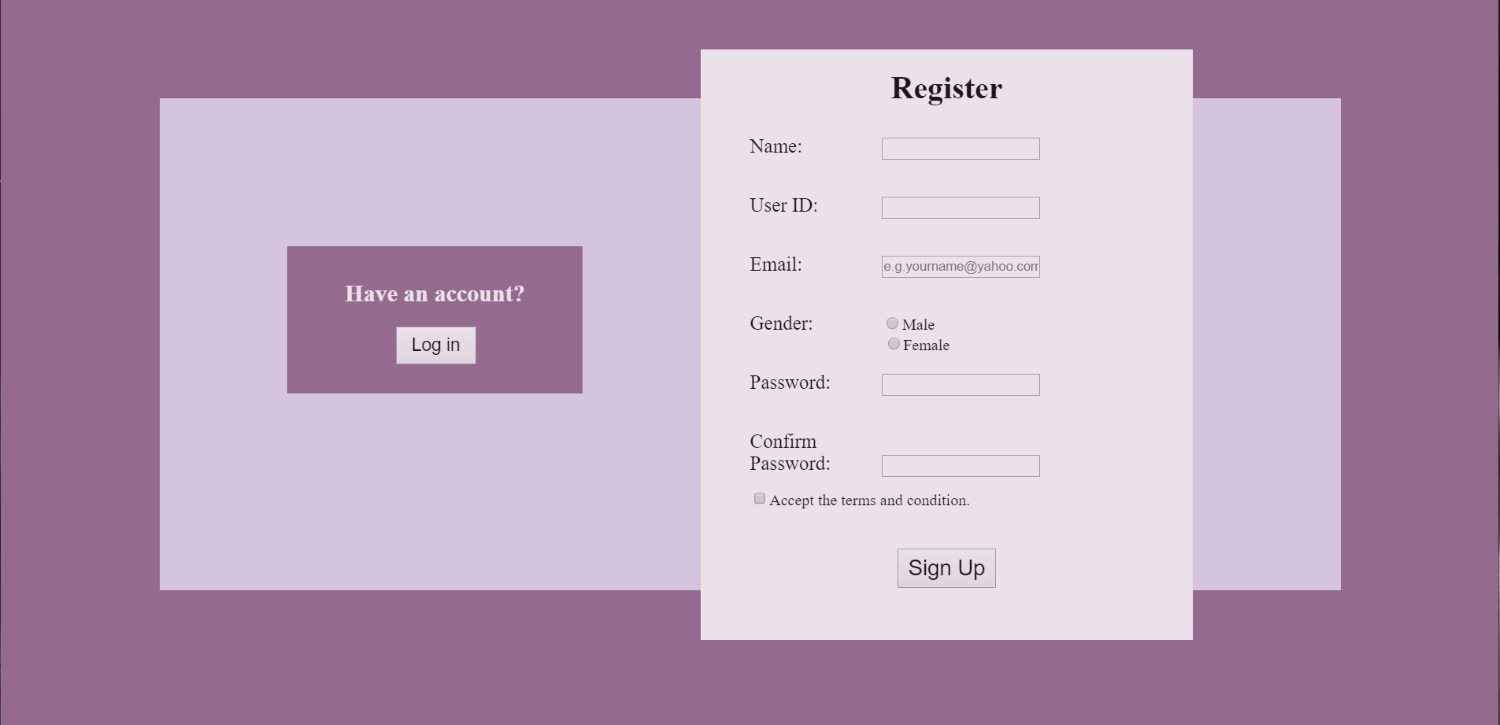 Register
Name:
User ID:
Email: e.g.yourname@yahoo.com
Gender: Male
Female
Password:
Confirm
Password:
Accept the terms and condition.
Sign Up
Have an account?
Log in